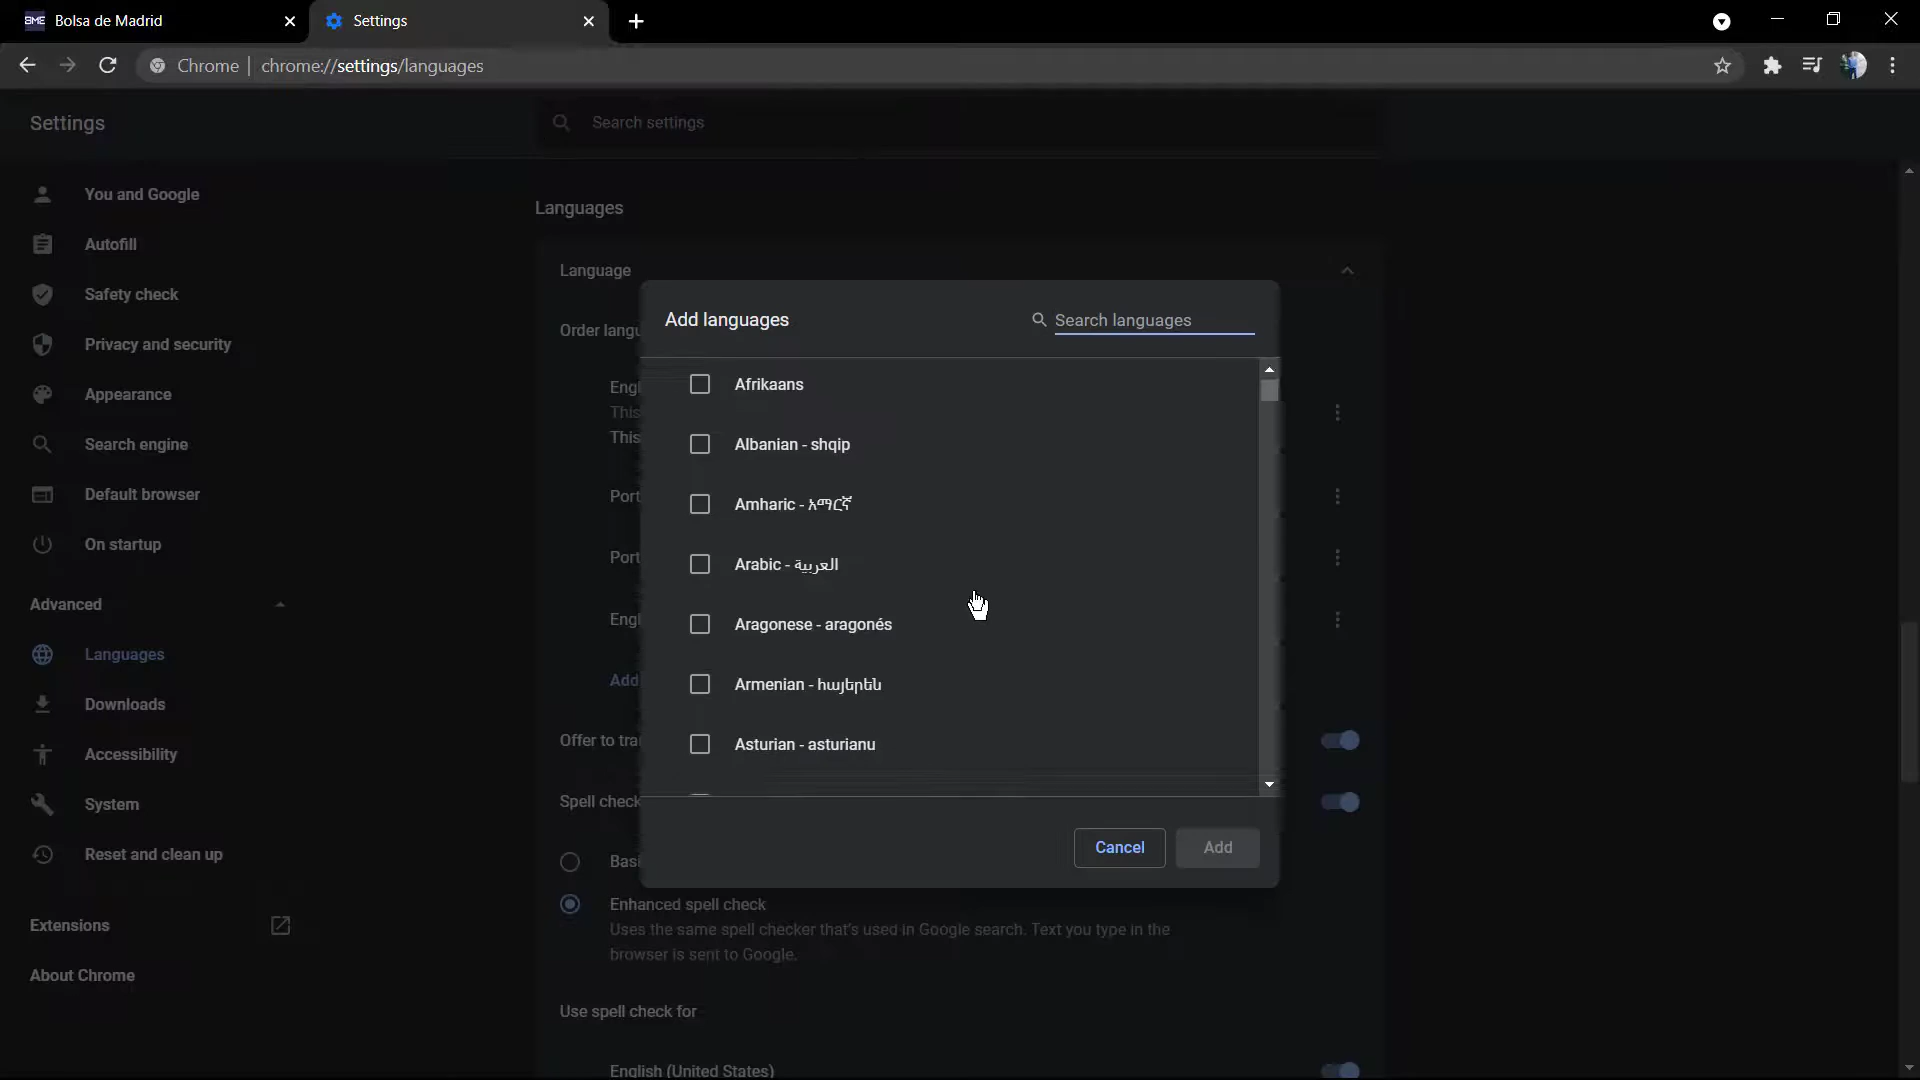 Bolsa de Madrid
Settings
Chrome | chrome://settings/languages
Settings
Search settings
You and Google
Autofill
Safety check
Privacy and security
Appearance
Search engine
Default browser
On startup
Advanced
Languages
Downloads
Accessibility
System
Reset and clean up
Extensions
About Chrome
Languages
Language
Order langu
Engl
This
This
Port
Port
Engl
Add
Offer to tra
Spell check
Basi
Enhanced spell check
Uses the same spell checker that's used in Google search. Text you type in the
browser is sent to Google.
Use spell check for
English (United States)
Add languages
Search languages
Afrikaans
Albanian - shqip
Amharic - አማርኛ
Arabic - العربية
Aragonese - aragonés
Armenian - հայերեն
Asturian - asturianu
Cancel
Add